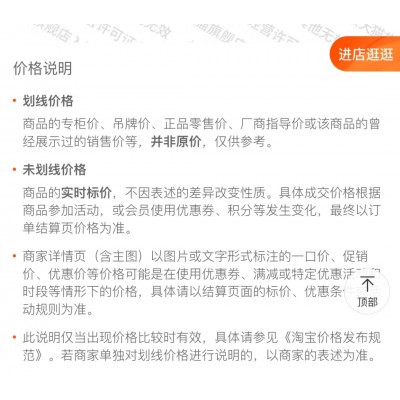 进店逛逛
价格说明
划线价格
商品的专柜价、吊牌价、正品零售价、厂商指导价或该商品的曾
经展示过的销售价等，并非原价，仅供参考。
未划线价格
商品的实时标价，不因表述的差异改变性质。具体成交价格根据
商品参加活动，或会员使用优惠券、积分等发生变化，最终以订
单结算页价格为准。
商家详情页（含主图）以图片或文字形式标注的一口价、促销
价、优惠价等价格可能是在使用优惠券、满减或特定优惠活动和
时段等情形下的价格，具体请以结算页面的标价、优惠条件
动规则为准。
顶部
此说明仅当出现价格比较时有效，具体请参见《淘宝价格发布规
范》。若商家单独对划线价格进行说明的，以商家的表述为准。